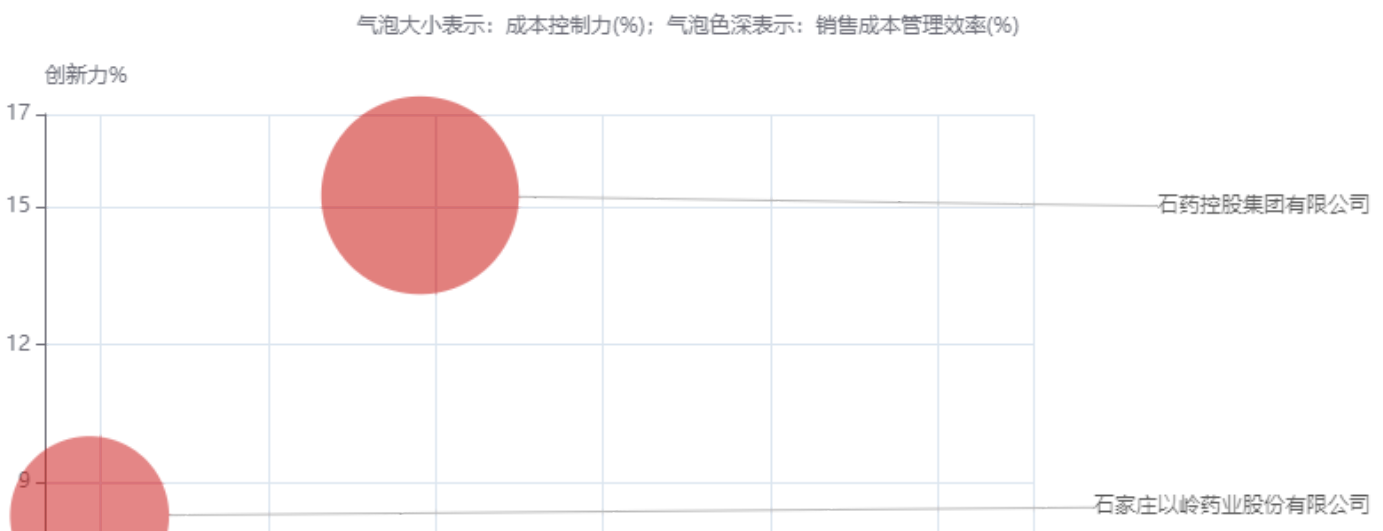 气泡大小表示：成本控制力(%)；气泡色深表示：销售成本管理效率(%)
创新力%
17
15
石药控股集团有限公司
12
9
石家庄以岭药业股份有限公司